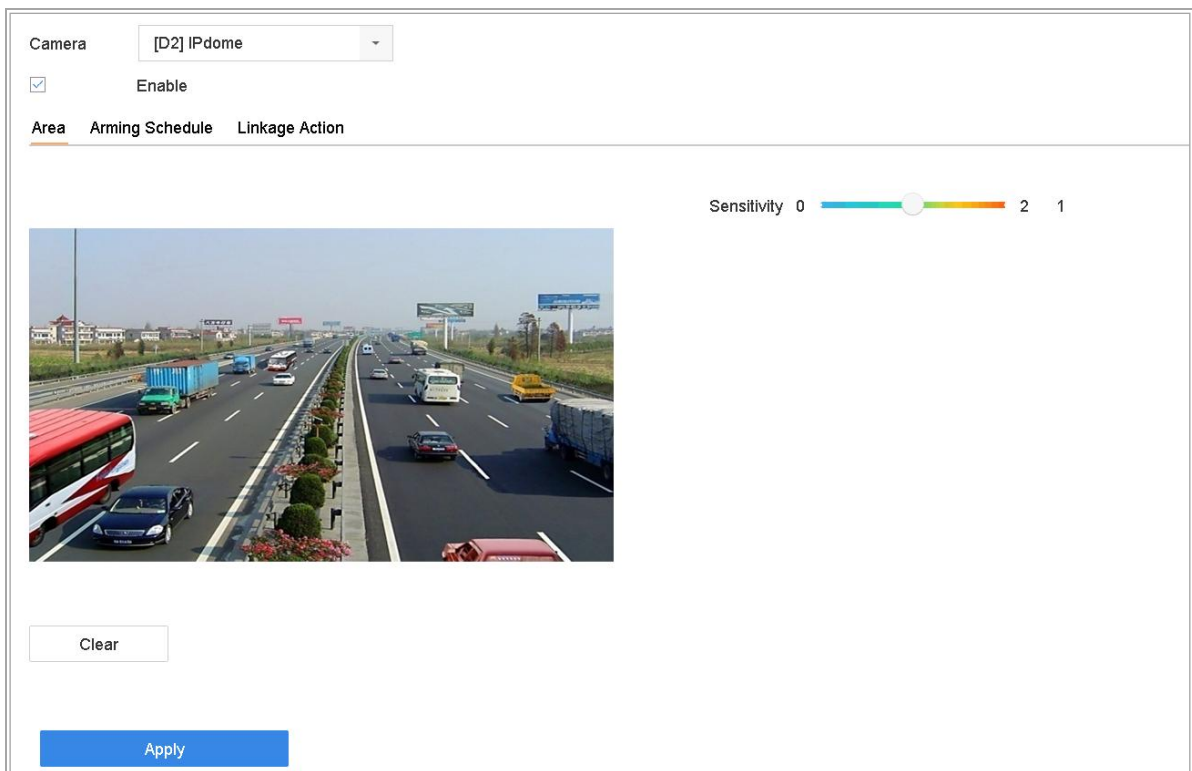 Camera [D2] IPdome
Enable
Area Arming Schedule Linkage Action
Sensitivity 0 2 1
Clear
Apply